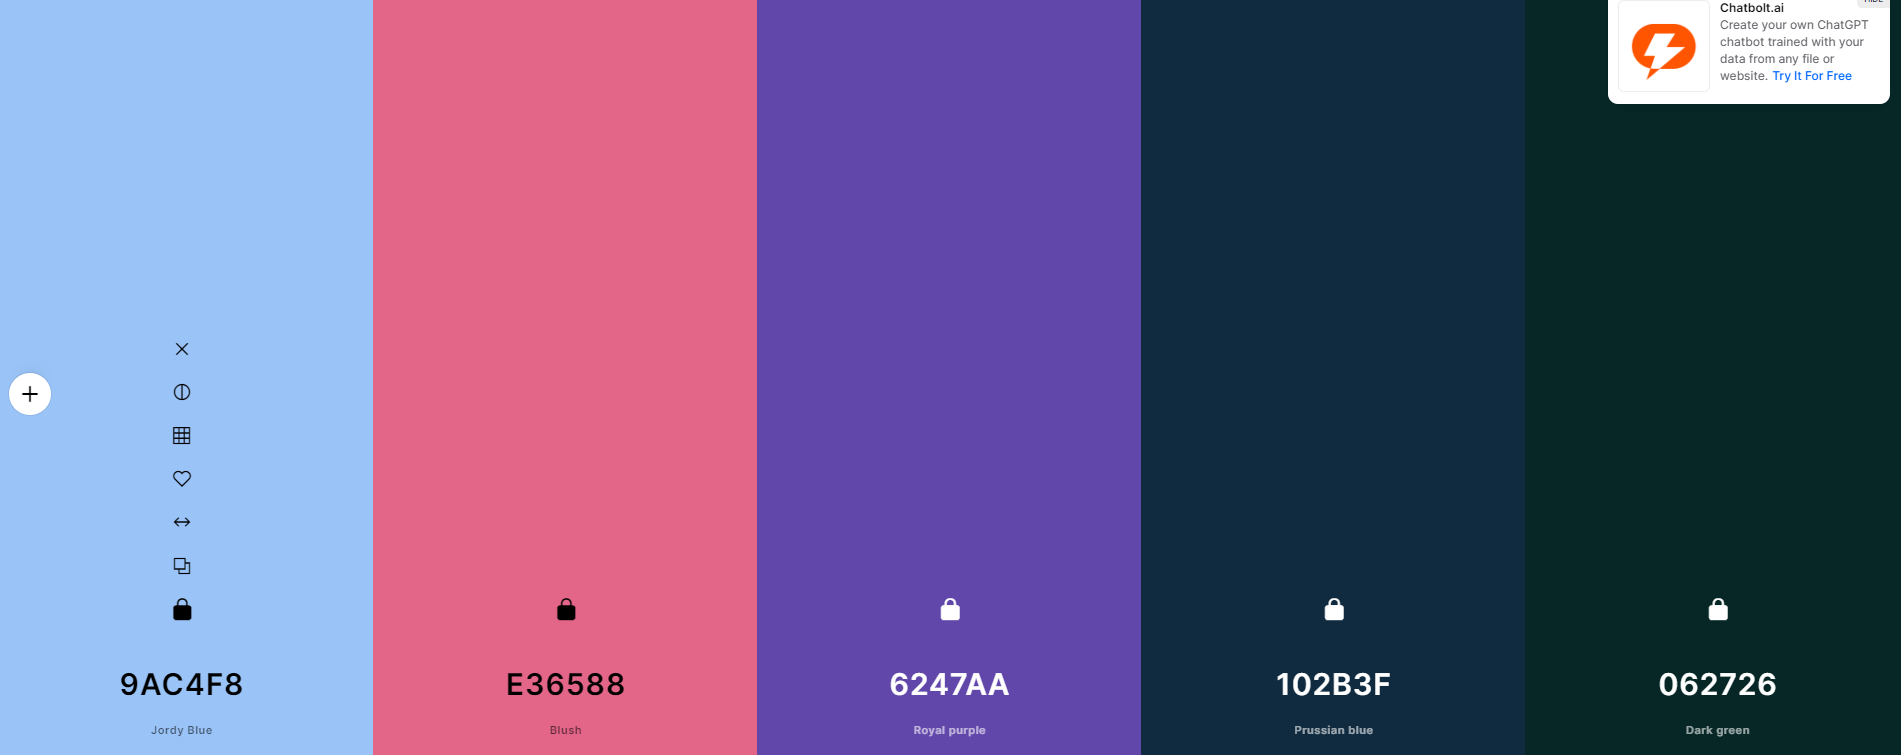 Chatbolt.ai
Create your own ChatGPT
chatbot trained with your
data from any file or
website. Try It For Free
9AC4F8
E36588
6247AA
102B3F
062726
Jordy Blue
Blush
Royal purple
Prussian blue
Dark green